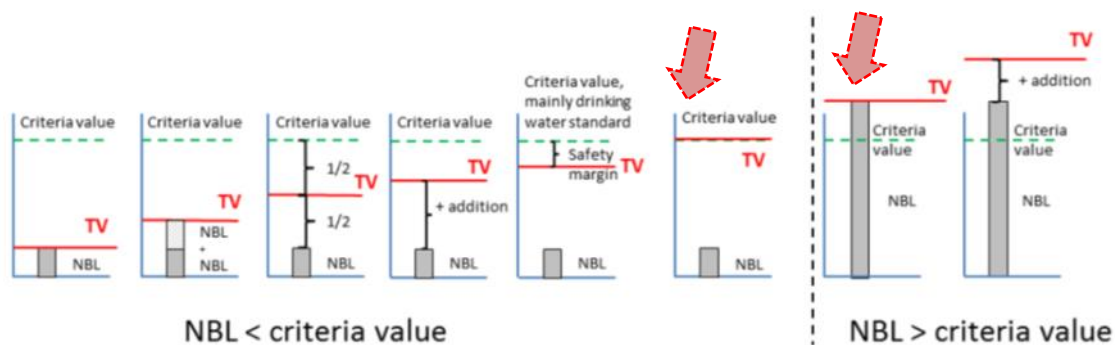 Criteria value
TV
NBL
Criteria value
TV
NBL
+
NBL
Criteria value
1/2
TV
1/2
NBL
Criteria value
TV
+ addition
NBL
Criteria value,
mainly drinking
water standard
Safety
margin
TV
NBL
Criteria value
TV
NBL
NBL < criteria value
TV
Criteria
value
NBL
TV
+ addition
Criteria
value
NBL
NBL > criteria value